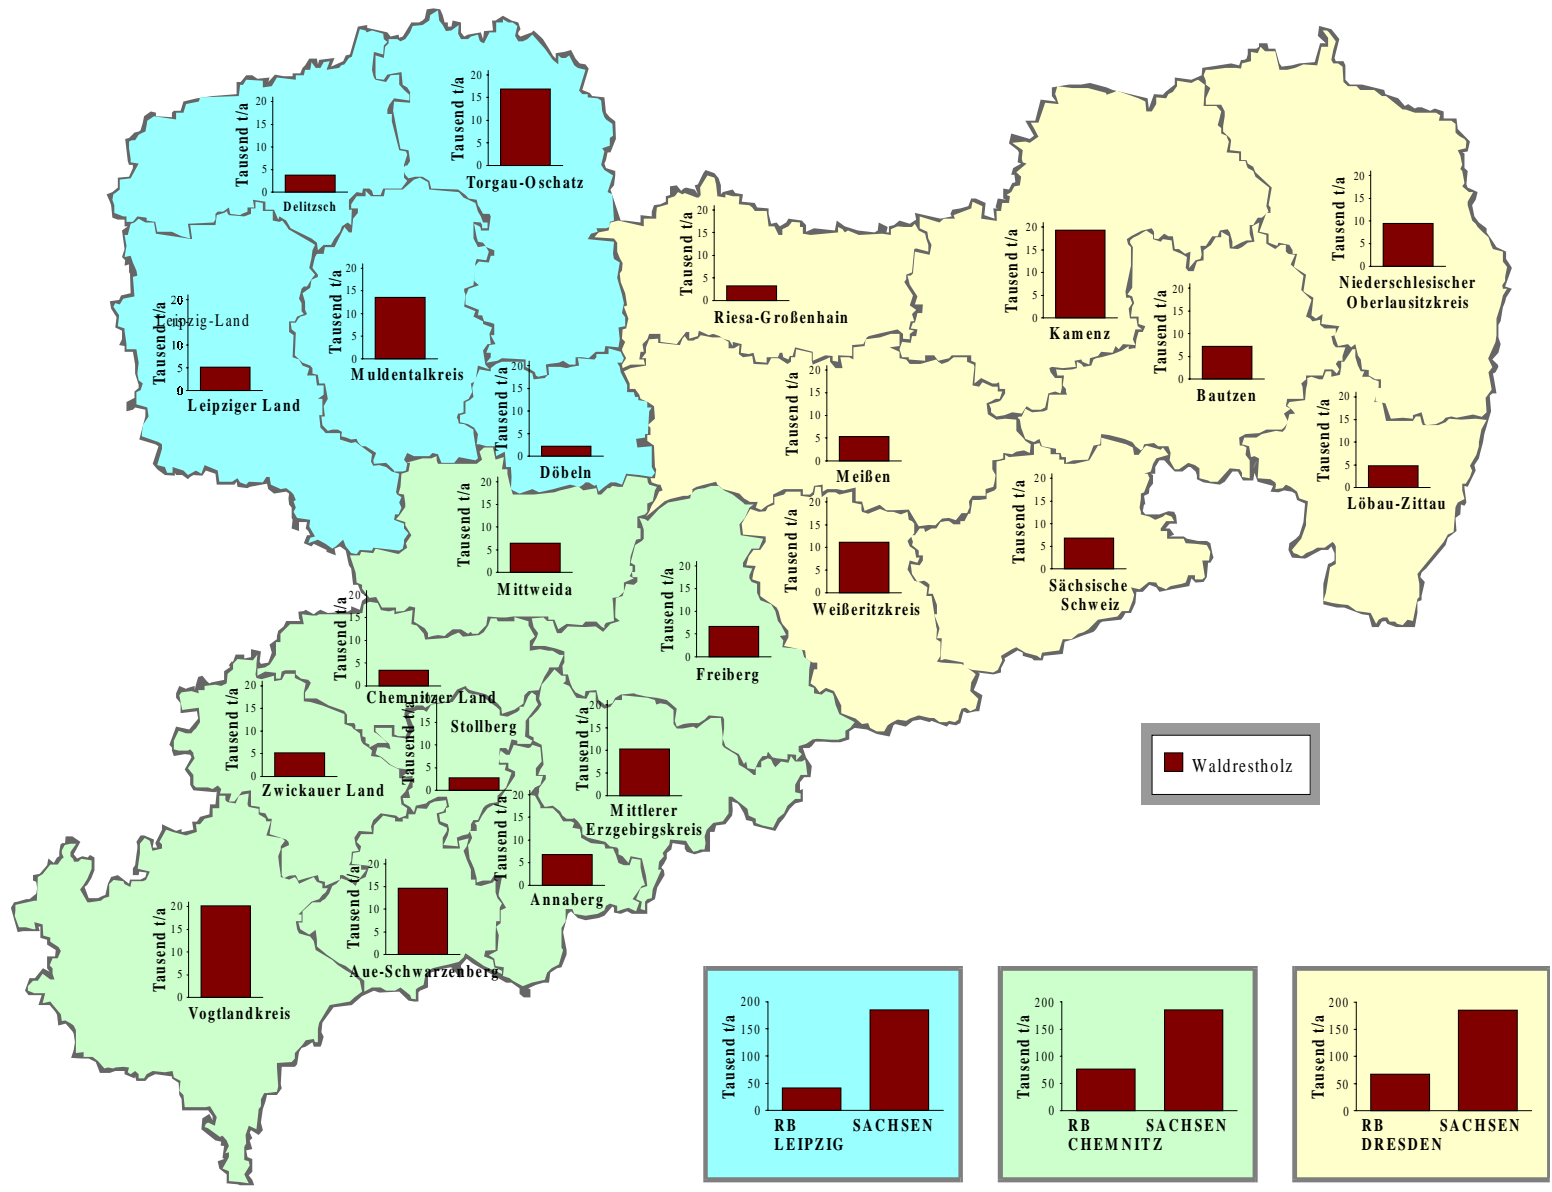 Tausend t/a
20
15
10
5
0
Torgau-Oschatz
Tausend t/a
20
15
10
5
0
Delitzsch
Tausend t/a
20
15
10
5
0
Niederschlesischer
Oberlausitzkreis
Tausend t/a
20
15
10
5
0
Riesa-Großenhain
Tausend t/a
20
15
10
5
0
Kamenz
Tausend t/a
20
15
10
5
0
Muldentalkreis
Tausend t/a
20
15
10
5
0
Bautzen
Leipzig-Land
Tausend t/a
20
15
10
5
0
Leipziger Land
Tausend t/a
20
15
10
5
0
Döbeln
Tausend t/a
20
15
10
5
0
Meißen
Tausend t/a
20
15
10
5
0
Löbau-Zittau
Tausend t/a
20
15
10
5
0
Mittweida
Tausend t/a
20
15
10
5
0
Weißeritzkreis
Tausend t/a
20
15
10
5
0
Sächsische
Schweiz
Tausend t/a
20
15
10
5
0
Freiberg
Tausend t/a
20
15
10
5
0
Chemnitzer Land
Tausend t/a
20
15
10
5
0
Stollberg
Tausend t/a
20
15
10
5
0
Zwickauer Land
Tausend t/a
20
15
10
5
0
Mittlerer
Erzgebirgskreis
Waldrestholz
Tausend t/a
20
15
10
5
0
Annaberg
Tausend t/a
20
15
10
5
0
Aue-Schwarzenberg
Tausend t/a
20
15
10
5
0
Vogtlandkreis
Tausend t/a
200
150
100
50
0
RB SACHSEN
LEIPZIG
Tausend t/a
200
150
100
50
0
RB SACHSEN
CHEMNITZ
Tausend t/a
200
150
100
50
0
RB SACHSEN
DRESDEN